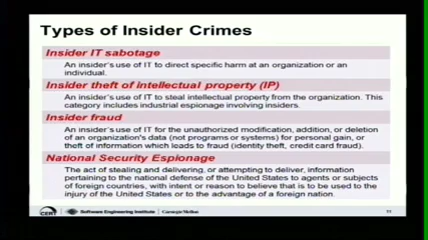 Types of Insider Crimes
Insider IT sabotage
An insider's use of IT to direct specific harm at an organization or an
individual.
Insider theft of intellectual property (IP)
An insider's use of IT to steal intellectual property from the organization. This
category includes industrial espionage involving insiders.
Insider fraud
An insider's use of IT for the unauthorized modification, addition, or deletion
of an organization's data (not programs or systems) for personal gain, or
theft of information which leads to fraud (identity theft, credit card fraud).
National Security Espionage
The act of stealing and delivering, or attempting to deliver, information
pertaining to the national defense of the United States to agents or subjects
of foreign countries, with intent or reason to believe that is to be used to the
injury of the United States or to the advantage of a foreign nation.
CERT Software Engineering Institute Carnegie Mellon